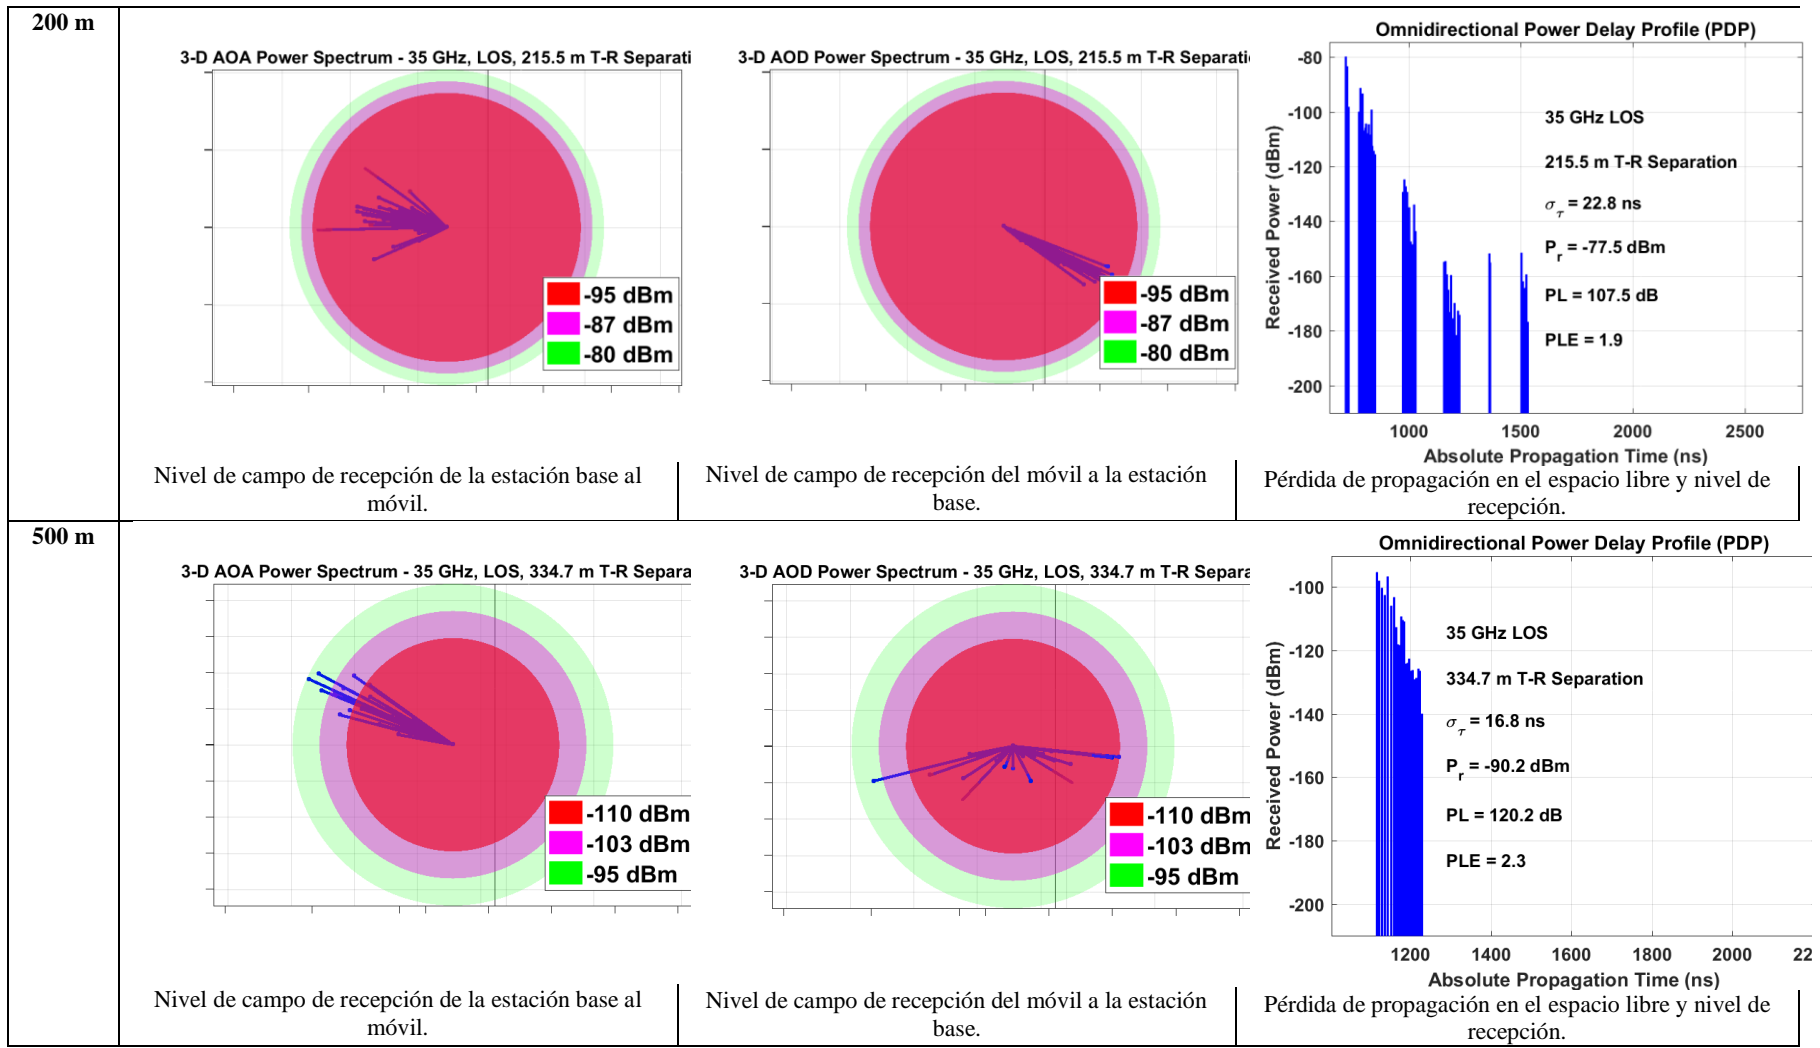 200 m
3-D AOA Power Spectrum - 35 GHz, LOS, 215.5 m T-R Separati
-95 dBm
-87 dBm
-80 dBm
Nivel de campo de recepción de la estación base al
móvil.
3-D AOD Power Spectrum - 35 GHz, LOS, 215.5 m T-R Separati
-95 dBm
-87 dBm
-80 dBm
Nivel de campo de recepción del móvil a la estación
base.
Omnidirectional Power Delay Profile (PDP)
Received Power (dBm)
-80
-100
-120
-140
-160
-180
-200
35 GHz LOS
215.5 m T-R Separation
στ = 22.8 ns
Pr = -77.5 dBm
PL = 107.5 dB
PLE = 1.9
1000 1500 2000 2500
Absolute Propagation Time (ns)
Pérdida de propagación en el espacio libre y nivel de
recepción.
500 m
3-D AOA Power Spectrum - 35 GHz, LOS, 334.7 m T-R Separa
-110 dBm
-103 dBm
-95 dBm
Nivel de campo de recepción de la estación base al
móvil.
3-D AOD Power Spectrum - 35 GHz, LOS, 334.7 m T-R Separa
-110 dBm
-103 dBm
-95 dBm
Nivel de campo de recepción del móvil a la estación
base.
Omnidirectional Power Delay Profile (PDP)
Received Power (dBm)
-100
-120
-140
-160
-180
-200
35 GHz LOS
334.7 m T-R Separation
στ = 16.8 ns
Pr = -90.2 dBm
PL = 120.2 dB
PLE = 2.3
1200 1400 1600 1800 2000 22
Absolute Propagation Time (ns)
Pérdida de propagación en el espacio libre y nivel de
recepción.